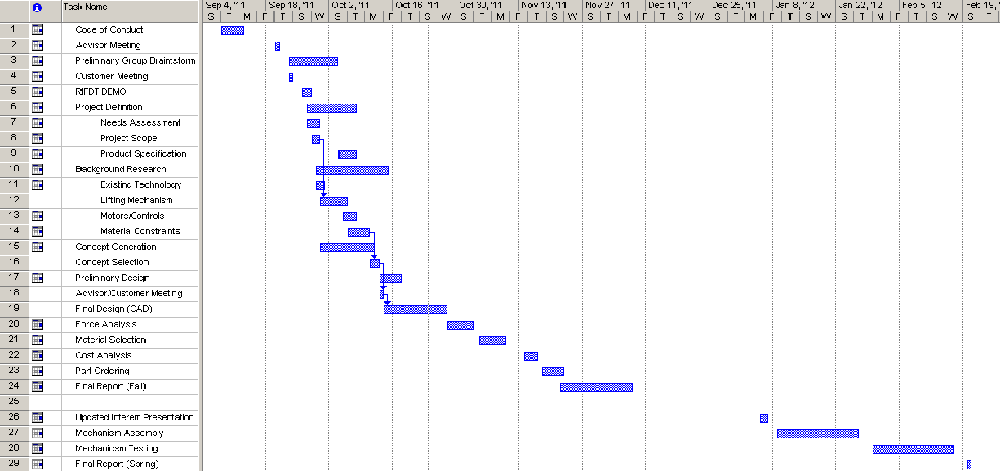 Task Name
Sep 4, '11 Sep 18, '11 Oct 2, '11 Oct 16, '11 Oct 30, '11 Nov 13, '11 Nov 27, '11 Dec 11, '11 Dec 25, '11 Jan 8, '12 Jan 22, '12 Feb 5, '12 Feb 19, '
S T M F T S W S T M F T S W S T M F T S W S T M F T S W S T M F T S W S T M F T S W S T
1 Code of Conduct
2 Advisor Meeting
3 Preliminary Group Brainstorm
4 Customer Meeting
5 RIFDT DEMO
6 Project Definition
7 Needs Assessment
8 Project Scope
9 Product Specification
10 Background Research
11 Existing Technology
12 Lifting Mechanism
13 Motors/Controls
14 Material Constraints
15 Concept Generation
16 Concept Selection
17 Preliminary Design
18 Advisor/Customer Meeting
19 Final Design (CAD)
20 Force Analysis
21 Material Selection
22 Cost Analysis
23 Part Ordering
24 Final Report (Fall)
25
26 Updated Interem Presentation
27 Mechanism Assembly
28 Mechanicsm Testing
29 Final Report (Spring)